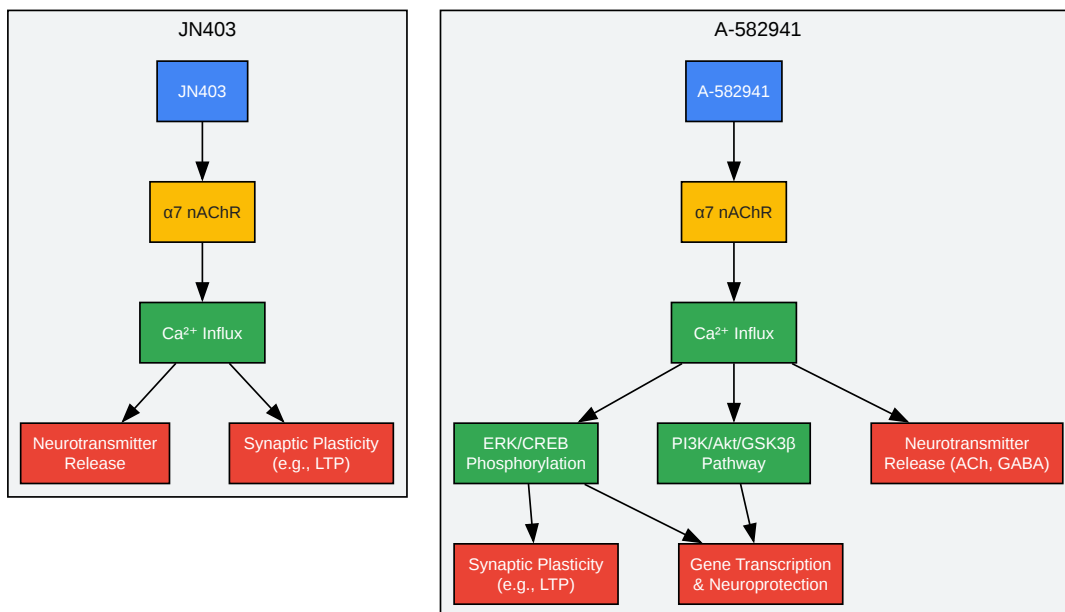 JN403
JN403
α7 nAChR
Ca²⁺ Influx
Neurotransmitter
Release
Synaptic Plasticity
(e.g., LTP)
A-582941
A-582941
α7 nAChR
Ca²⁺ Influx
ERK/CREB
Phosphorylation
PI3K/Akt/GSK3β
Pathway
Neurotransmitter
Release (ACh, GABA)
Synaptic Plasticity
(e.g., LTP)
Gene Transcription
& Neuroprotection